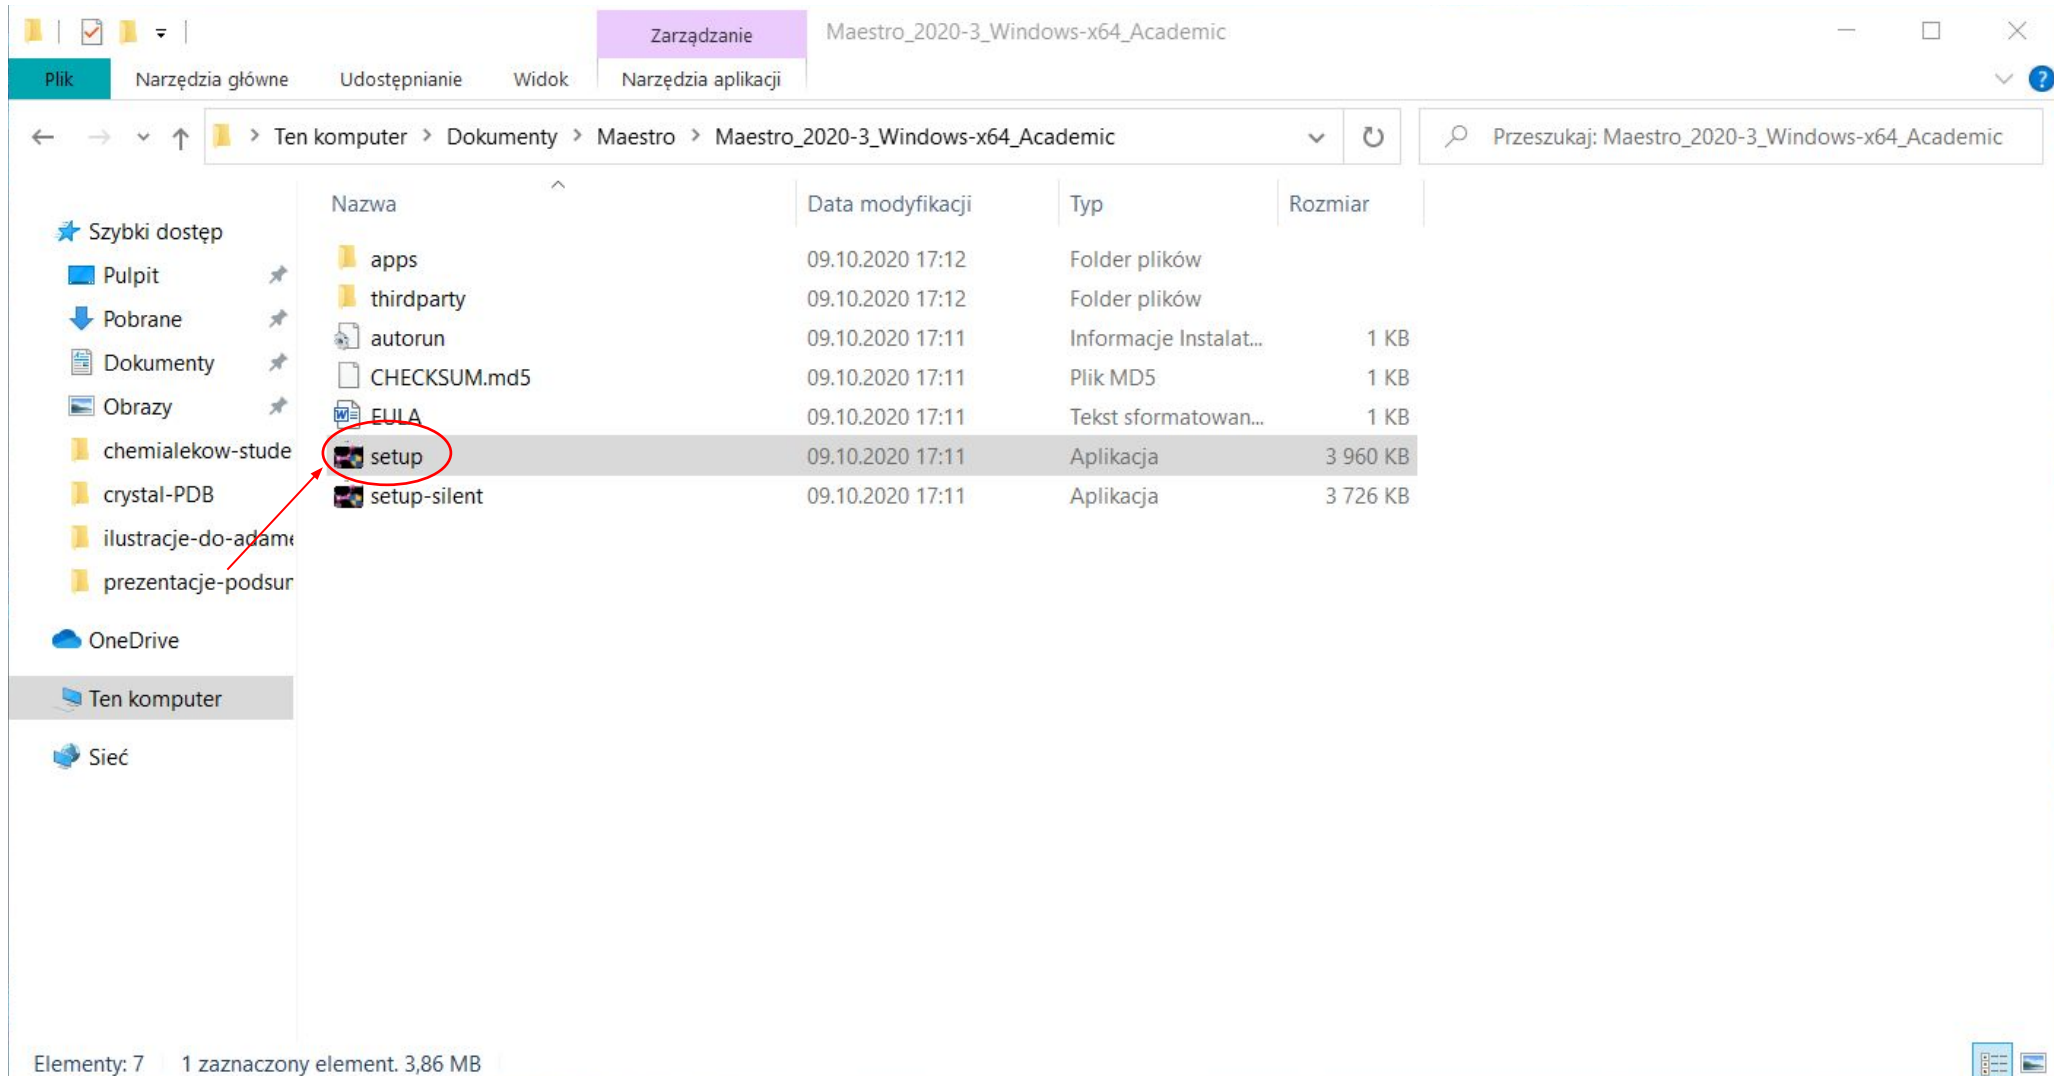 Zarządzanie
Maestro_2020-3_Windows-x64_Academic
Plik Narzędzia główne Udostępnianie Widok Narzędzia aplikacji
Ten komputer Dokumenty Maestro Maestro_2020-3_Windows-x64_Academic
Przeszukaj: Maestro_2020-3_Windows-x64_Academic
Szybki dostęp
Pulpit
Pobrane
Dokumenty
Obrazy
chemialekow-stude
crystal-PDB
ilustracje-do-adame
prezentacje-podsur
OneDrive
Ten komputer
Sieć
Nazwa Data modyfikacji Typ Rozmiar
apps 09.10.2020 17:12 Folder plików
thirdparty 09.10.2020 17:12 Folder plików
autorun 09.10.2020 17:11 Informacje Instalat... 1 KB
CHECKSUM.md5 09.10.2020 17:11 Plik MD5 1 KB
EULA 09.10.2020 17:11 Tekst sformatowan... 1 KB
setup 09.10.2020 17:11 Aplikacja 3 960 KB
setup-silent 09.10.2020 17:11 Aplikacja 3 726 KB
Elementy: 7 1 zaznaczony element. 3,86 MB